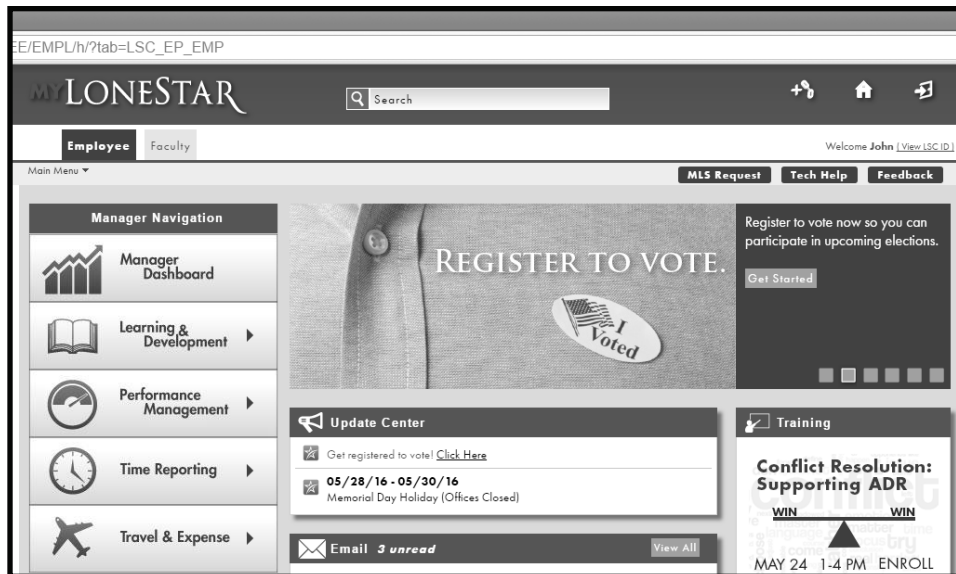 EE/EMPL/h/?tab=LSC_EP_EMP
MYLONESTAR
Search
Employee
Faculty
Welcome John [View LSC ID]
Main Menu
MLS Request
Tech Help
Feedback
Manager Navigation
Manager
Dashboard
Learning &
Development
Performance
Management
Time Reporting
Travel & Expense
REGISTER TO VOTE.
I
Voted
Register to vote now so you can
participate in upcoming elections.
Get Started
Update Center
Get registered to vote! Click Here
05/28/16 - 05/30/16
Memorial Day Holiday (Offices Closed)
Email 3 unread
View All
Training
Conflict Resolution:
Supporting ADR
WIN WIN
MAY 24 1-4 PM ENROLL